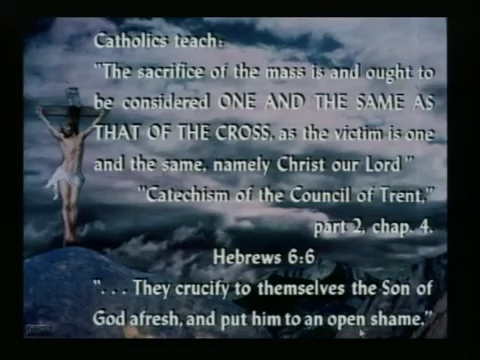 Catholics teach:
"The sacrifice of the mass is and ought to
be considered ONE AND THE SAME AS
THAT OF THE CROSS, as the victim is one
and the same, namely Christ our Lord"
"Catechism of the Council of Trent,"
part 2, chap. 4.
Hebrews 6:6
". . . They crucify to themselves the Son of
God afresh, and put him to an open shame."